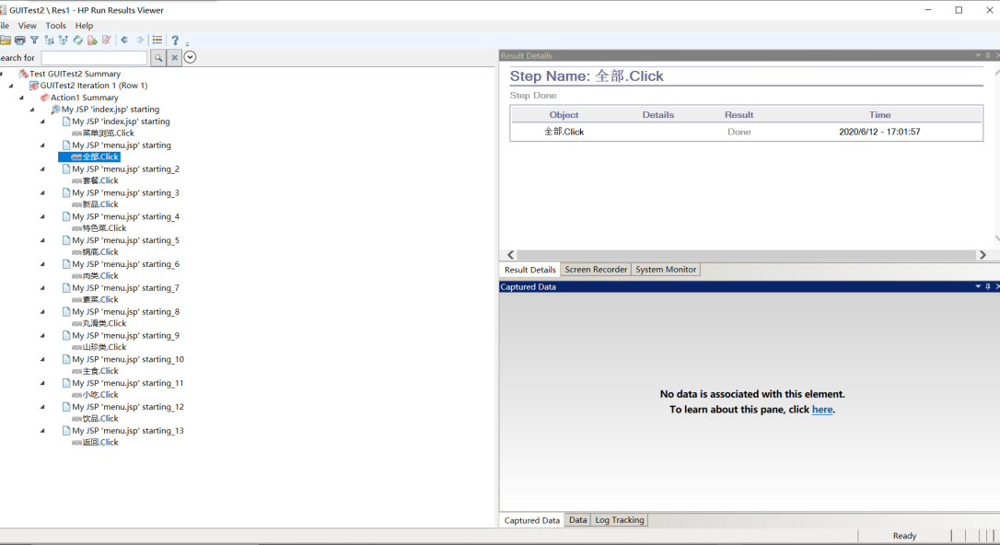 GUITest2 \ Res1 - HP Run Results Viewer
ile View Tools Help
earch for
Test GUITest2 Summary
GUITest2 Iteration 1 (Row 1)
Action1 Summary
My JSP 'index.jsp' starting
My JSP 'index.jsp' starting
菜单浏览.Click
My JSP 'menu.jsp' starting
全部.Click
My JSP 'menu.jsp' starting_2
套餐.Click
My JSP 'menu.jsp' starting_3
新品.Click
My JSP 'menu.jsp' starting_4
特色菜.Click
My JSP 'menu.jsp' starting_5
锅底.Click
My JSP 'menu.jsp' starting_6
肉类.Click
My JSP 'menu.jsp' starting_7
素菜.Click
My JSP 'menu.jsp' starting_8
丸滑类.Click
My JSP 'menu.jsp' starting_9
山珍类.Click
My JSP 'menu.jsp' starting_10
主食.Click
My JSP 'menu.jsp' starting_11
小吃.Click
My JSP 'menu.jsp' starting_12
饮品.Click
My JSP 'menu.jsp' starting_13
返回.Click
Result Details
Step Name: 全部.Click
Step Done
Object Details Result Time
全部.Click Done 2020/6/12 - 17:01:57
Result Details Screen Recorder System Monitor
Captured Data
No data is associated with this element.
To learn about this pane, click here.
Captured Data Data Log Tracking
Ready